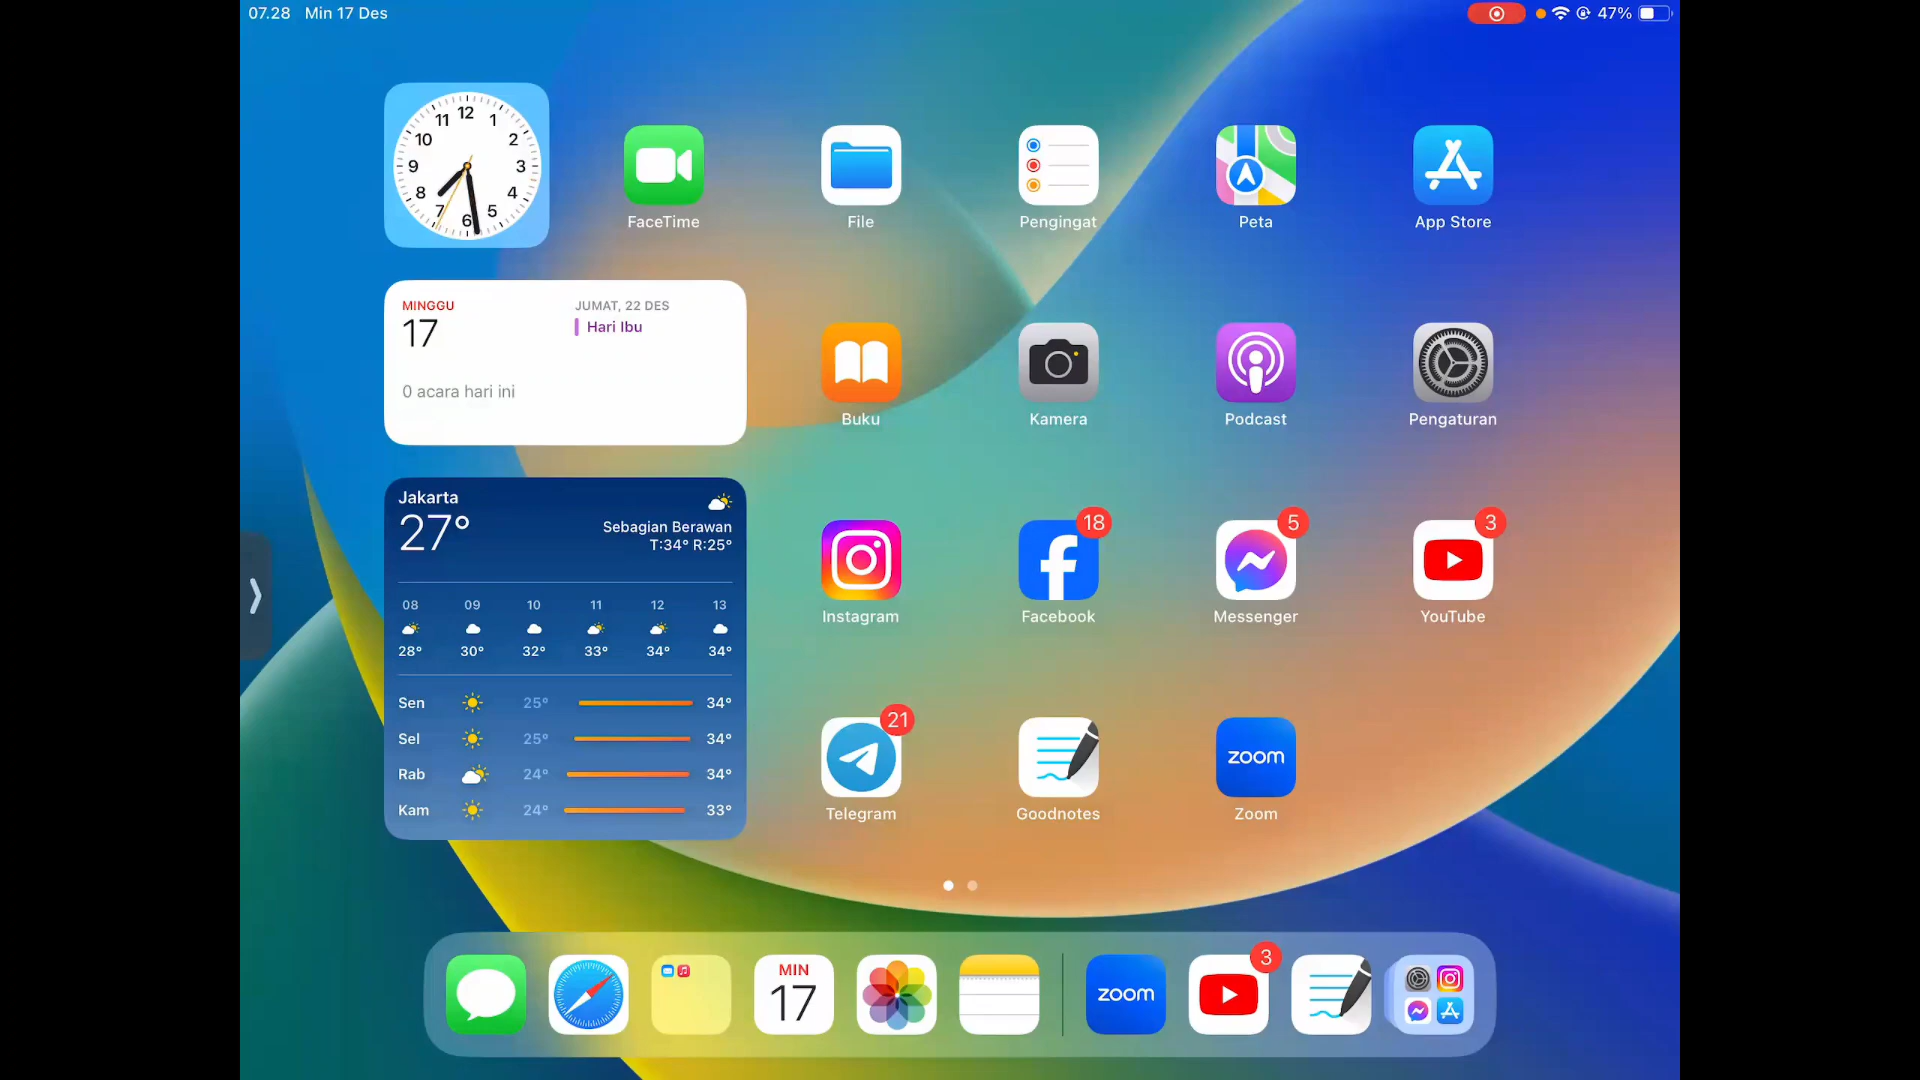 07.28 Min 17 Des
47%
12
11 1
10 2
9 3
8 4
7 5
6
FaceTime
File
Pengingat
Peta
App Store
MINGGU
17
0 acara hari ini
JUMAT, 22 DES
Hari Ibu
Buku
Kamera
Podcast
Pengaturan
Jakarta
27°
Sebagian Berawan
T:34° R:25°
08 09 10 11 12 13
28° 30° 32° 33° 34° 34°
Sen 25° 34°
Sel 25° 34°
Rab 24° 34°
Kam 24° 33°
Instagram
18
Facebook
5
Messenger
3
YouTube
21
Telegram
Goodnotes
zoom
Zoom
MIN
17
zoom
3